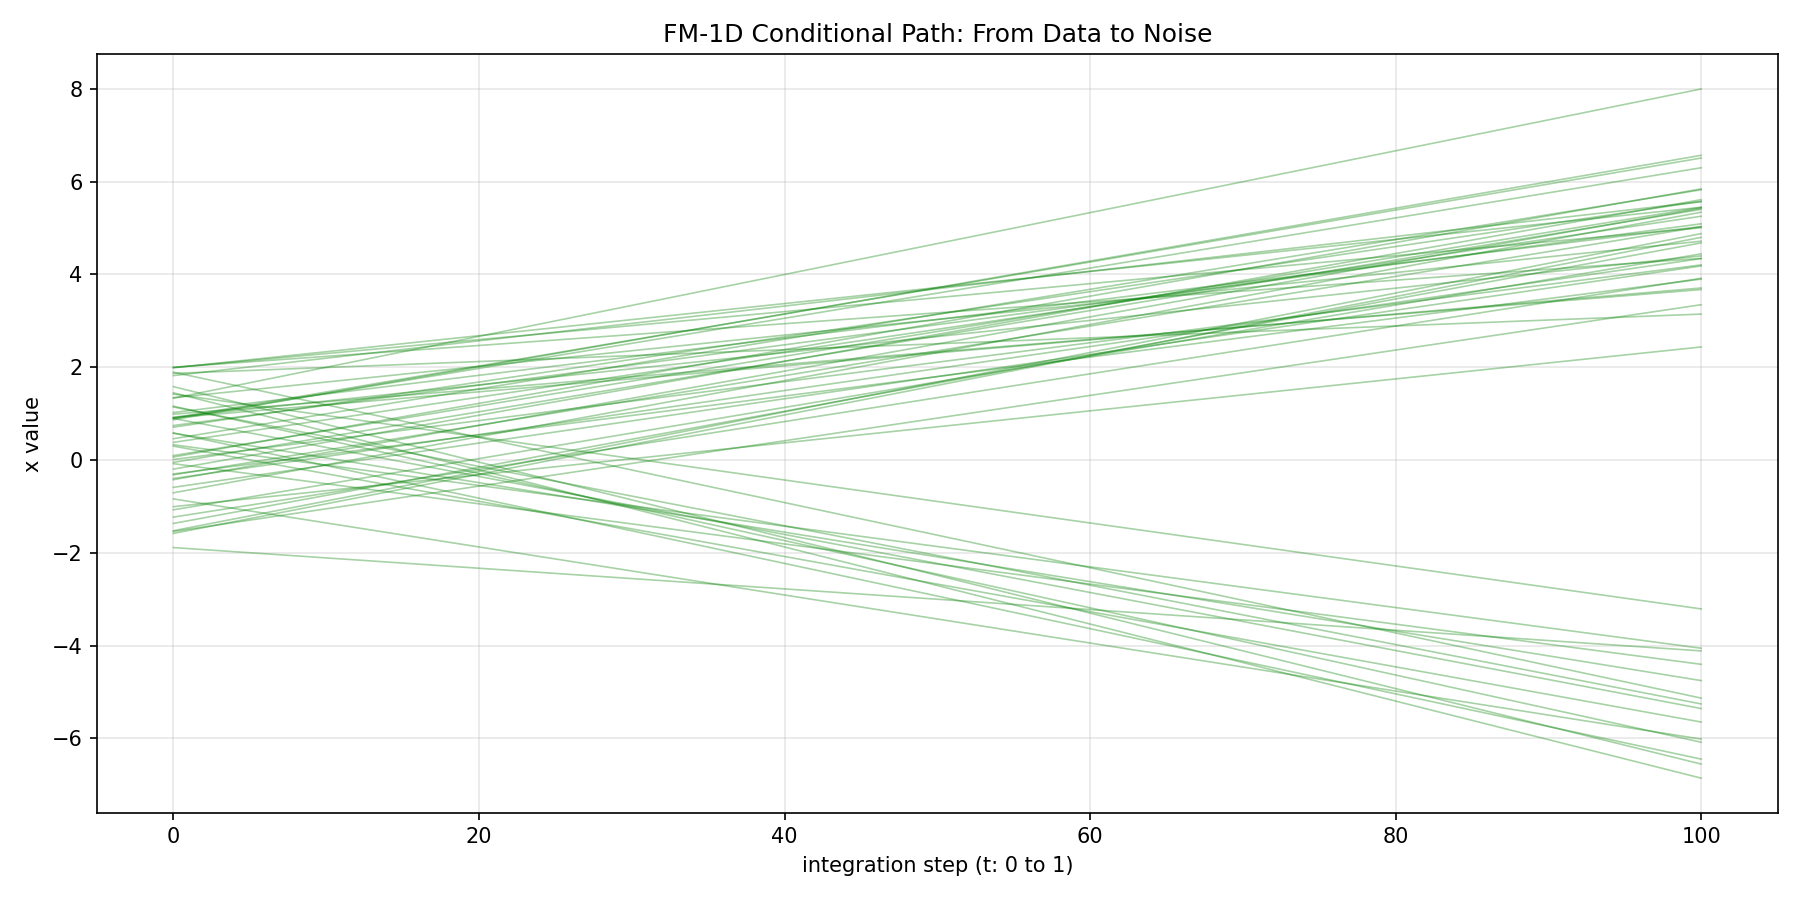 FM-1D Conditional Path: From Data to Noise
8
6
4
2
0
−2
−4
−6
x value
0 20 40 60 80 100
integration step (t: 0 to 1)